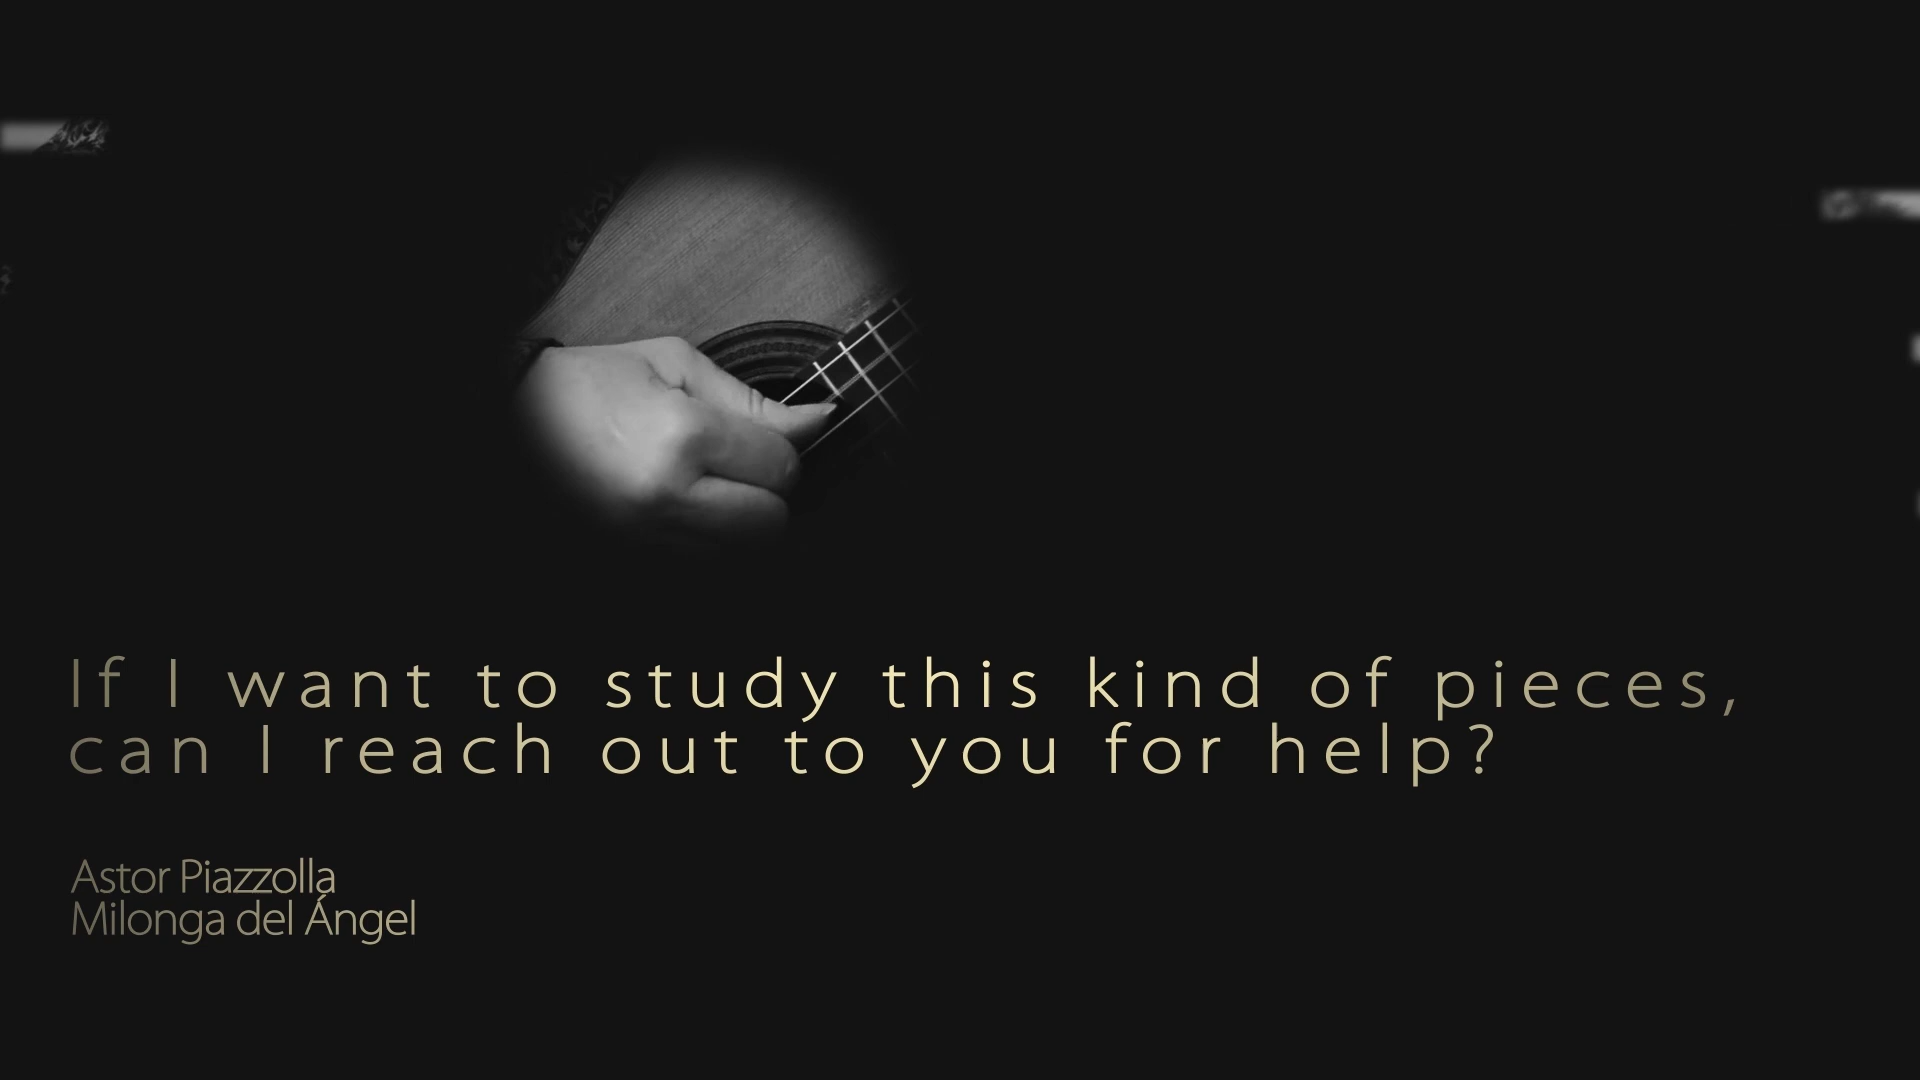 If I want to study this kind of pieces,
can I reach out to you for help?
Astor Piazzolla
Milonga del Ángel